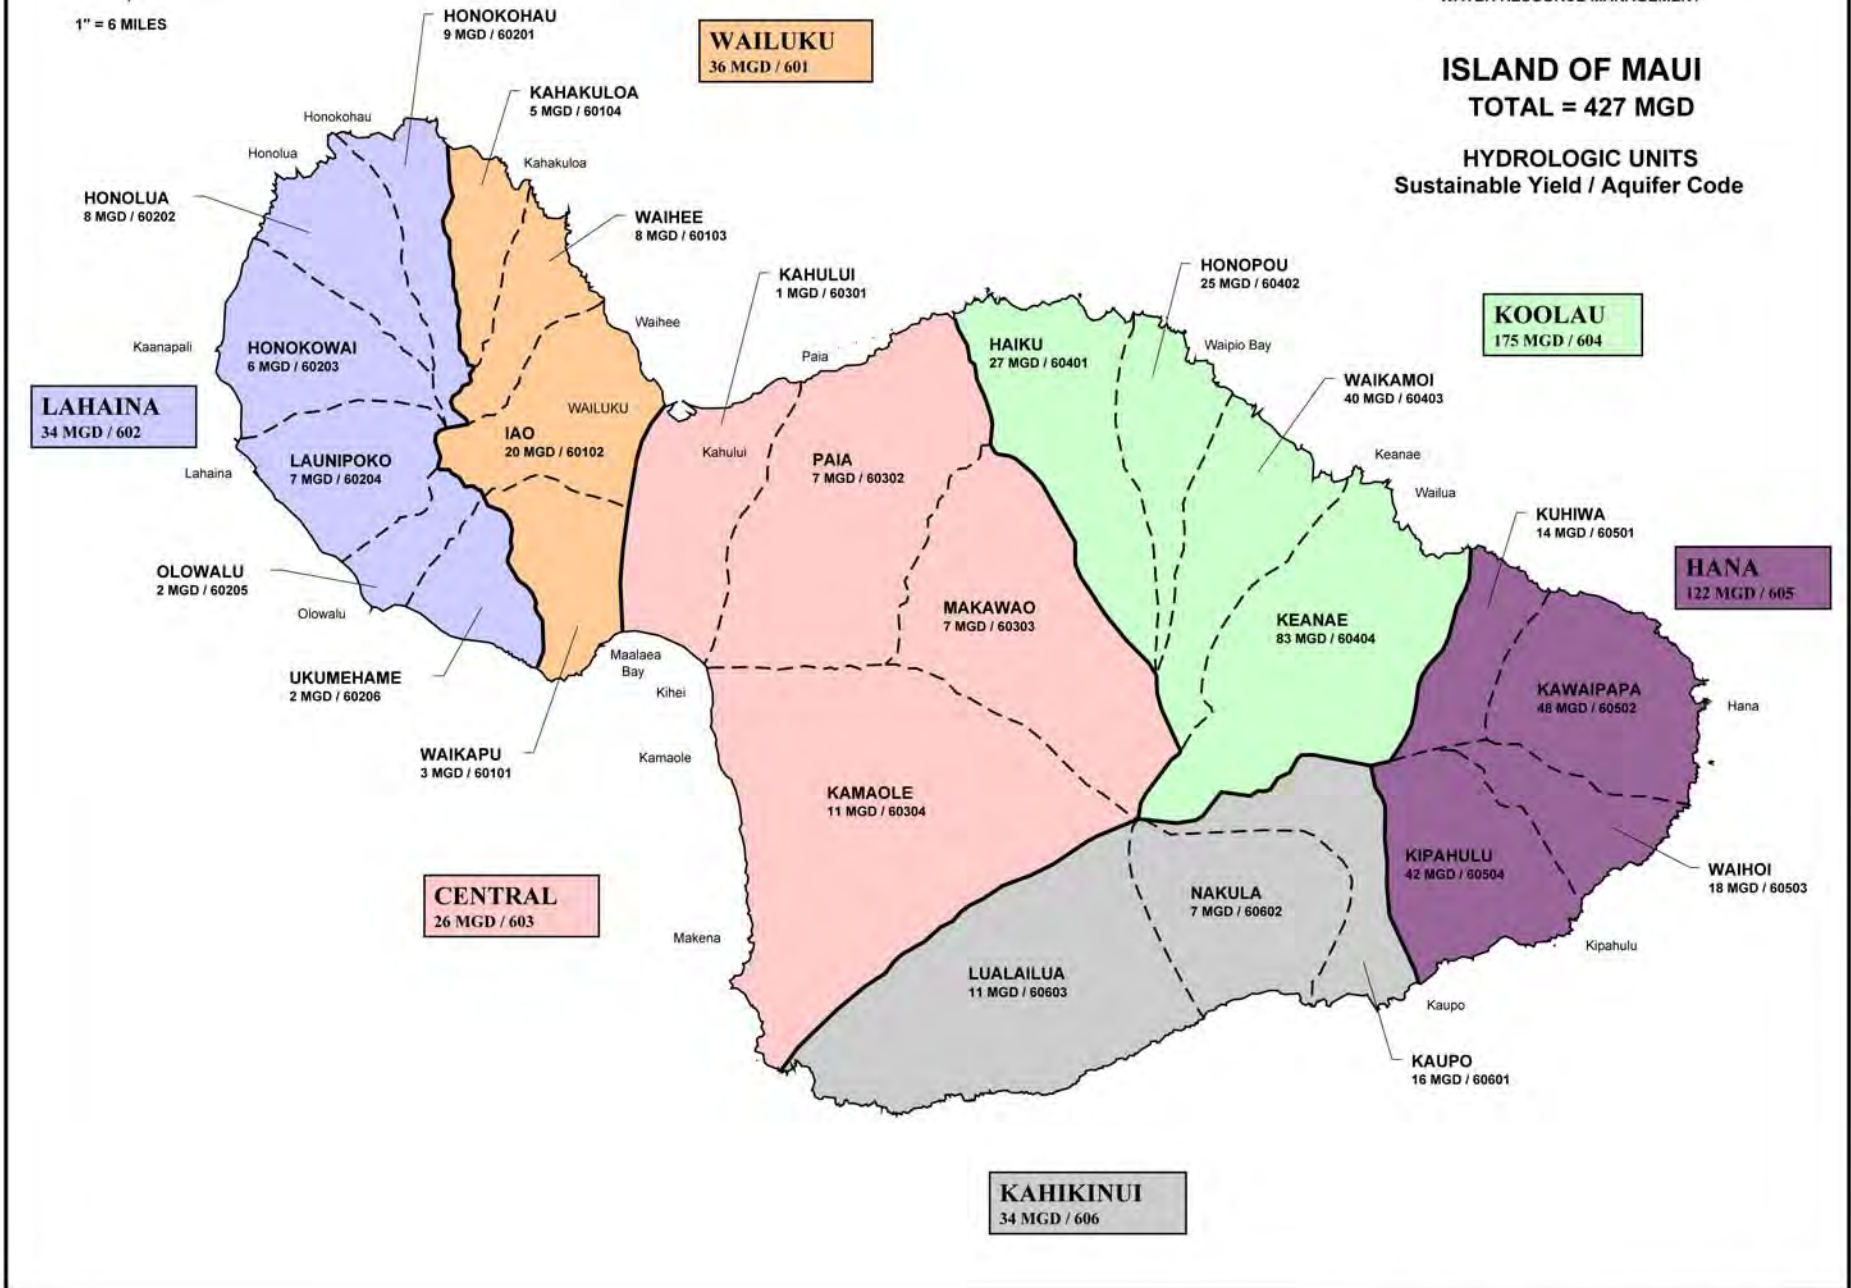 WATER RESOURCE MANAGEMENT
1" = 6 MILES
HONOKOHAU
9 MGD / 60201
WAILUKU
36 MGD / 601
ISLAND OF MAUI
TOTAL = 427 MGD
HYDROLOGIC UNITS
Sustainable Yield / Aquifer Code
KAHAKULOA
5 MGD / 60104
Honokohau
Honolua
Kahakuloa
HONOLUA
8 MGD / 60202
WAIHEE
8 MGD / 60103
KAHULUI
1 MGD / 60301
HONOPOU
25 MGD / 60402
KOOLAU
175 MGD / 604
Waihee
Kaanapali
HONOKOWAI
6 MGD / 60203
Paia
HAIKU
27 MGD / 60401
Waipio Bay
WAIKAMOI
40 MGD / 60403
LAHAINA
34 MGD / 602
WAILUKU
IAO
20 MGD / 60102
Kahului
PAIA
7 MGD / 60302
Keanae
Lahaina
LAUNIPOKO
7 MGD / 60204
Wailua
KUHIWA
14 MGD / 60501
HANA
122 MGD / 605
OLOWALU
2 MGD / 60205
Olowalu
MAKAWAO
7 MGD / 60303
KEANAE
83 MGD / 60404
Maalaea
Bay
Kihei
UKUMEHAME
2 MGD / 60206
KAWAIPAPA
48 MGD / 60502
Hana
WAIKAPU
3 MGD / 60101
Kamaole
KAMAOLE
11 MGD / 60304
KIPAHULU
42 MGD / 60504
WAIHOI
18 MGD / 60503
CENTRAL
26 MGD / 603
NAKULA
7 MGD / 60602
Makena
Kipahulu
LUALAILUA
11 MGD / 60603
Kaupo
KAUPO
16 MGD / 60601
KAHIKINUI
34 MGD / 606